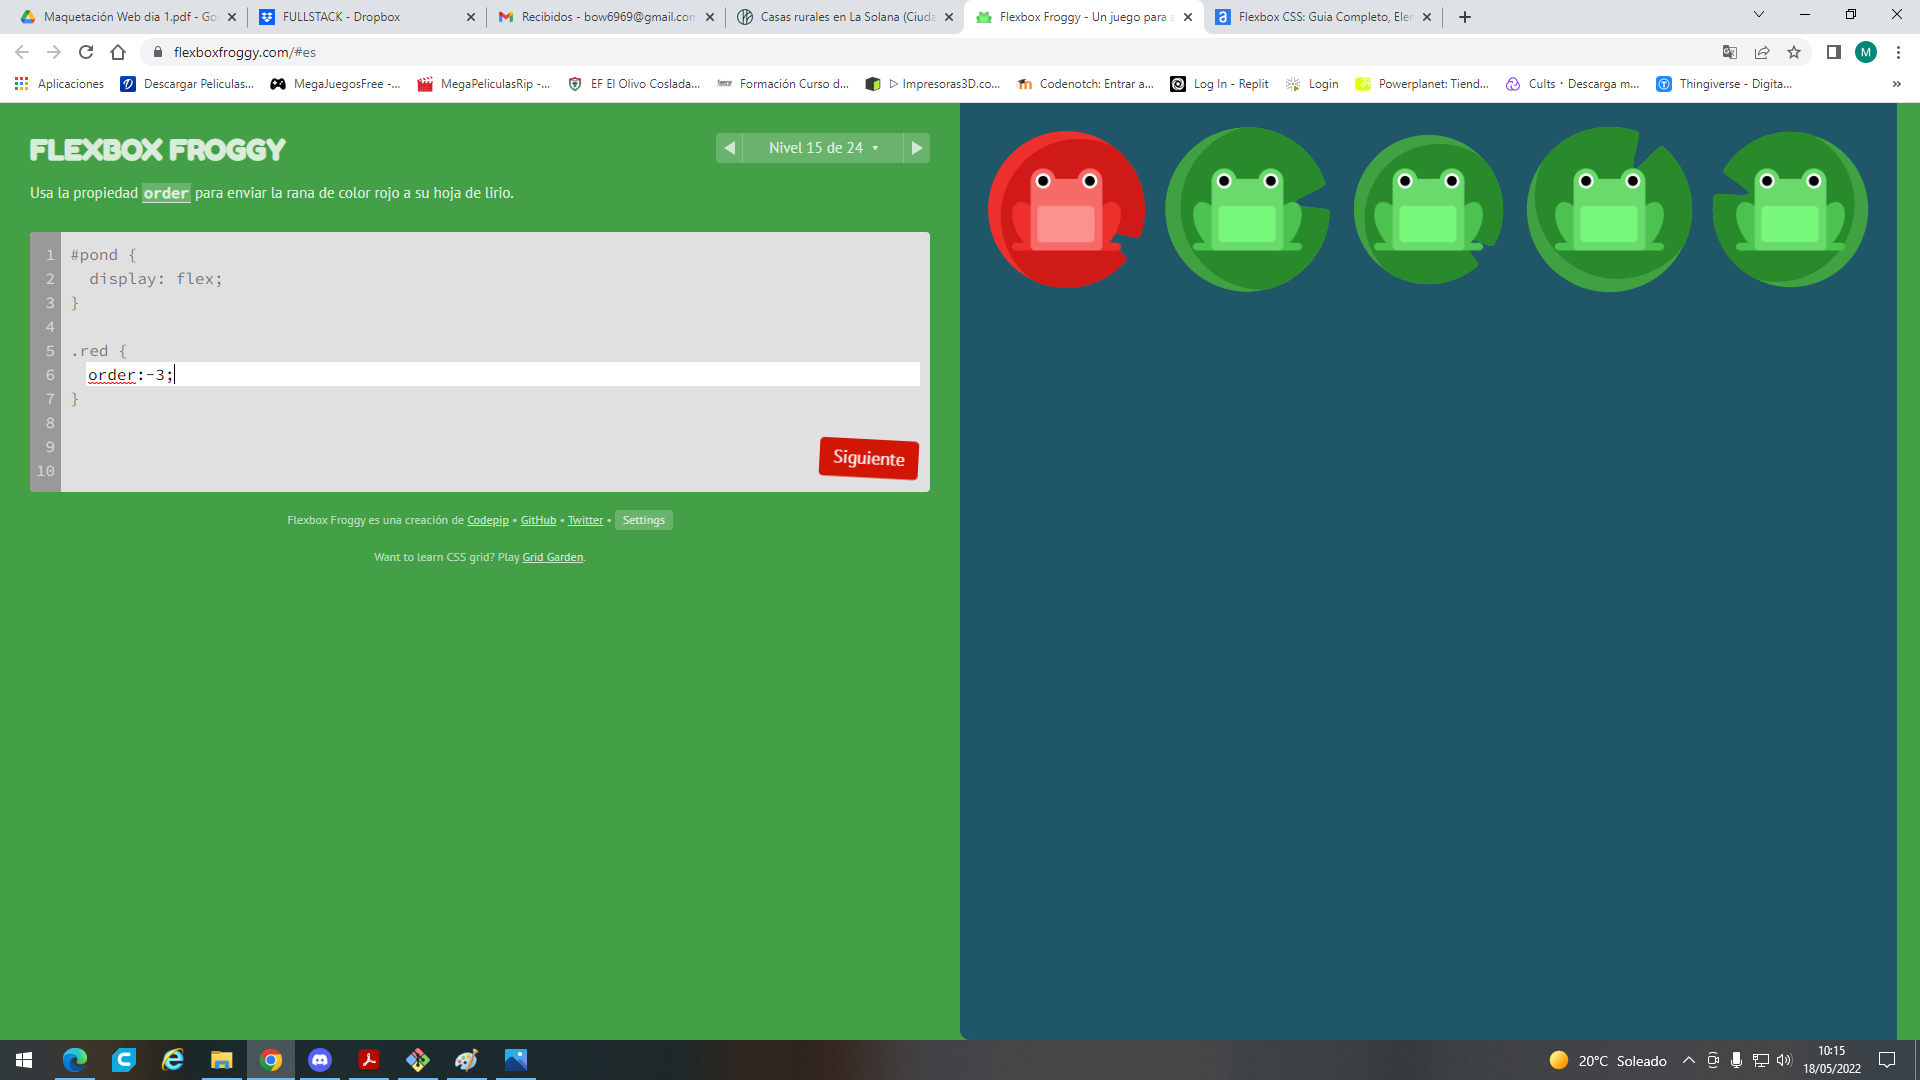 Maquetación Web dia 1.pdf - Go
FULLSTACK - Dropbox
Recibidos - bow6969@gmail.com
Casas rurales en La Solana (Ciuda
Flexbox Froggy - Un juego para a
Flexbox CSS: Guia Completo, Ele
flexboxfroggy.com/#es
M
Aplicaciones
Descargar Peliculas...
MegaJuegosFree -...
MegaPeliculasRip -...
EF El Olivo Coslada...
Formación Curso d...
▷ Impresoras3D.co...
Codenotch: Entrar a...
Log In - Replit
Login
Powerplanet: Tiend...
Cults・Descarga m...
Thingiverse - Digita...
»
FLEXBOX FROGGY
Nivel 15 de 24
Usa la propiedad order para enviar la rana de color rojo a su hoja de lirio.
1 #pond {
2 display: flex;
3 }
4
5 .red {
6 order:-3;
7 }
8
9
10
Siguiente
Flexbox Froggy es una creación de Codepip • GitHub • Twitter • Settings
Want to learn CSS grid? Play Grid Garden.
20°C Soleado
10:15
18/05/2022